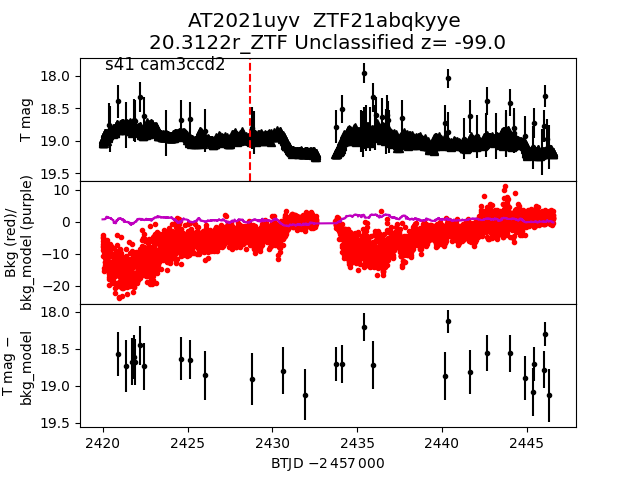 AT2021uyv  ZTF21abqkyye
20.3122r_ZTF Unclassified z= -99.0
s41 cam3ccd2
T mag
18.0
18.5
19.0
19.5
Bkg (red)/
bkg_model (purple)
10
0
−10
−20
T mag −
bkg_model
18.0
18.5
19.0
19.5
2420 2425 2430 2435 2440 2445
BTJD −2 457 000